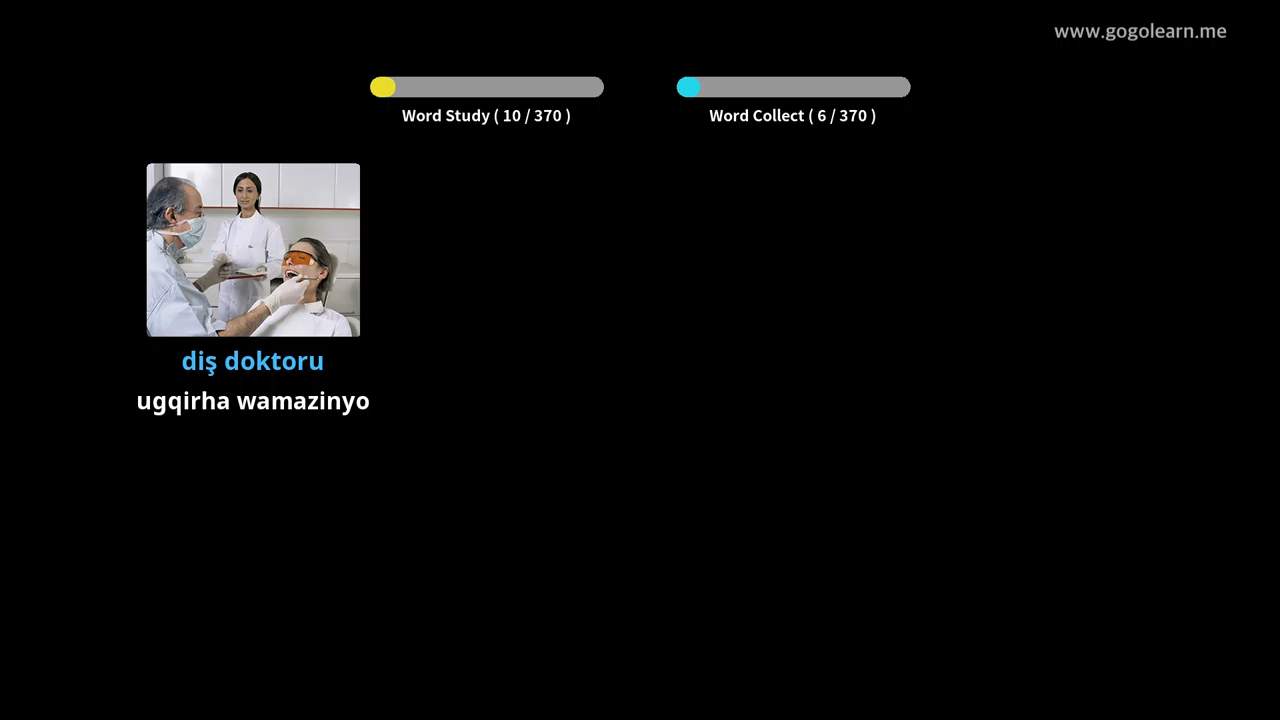 www.gogolearn.me
Word Study ( 10 / 370 )
Word Collect ( 6 / 370 )
diş doktoru
ugqirha wamazinyo